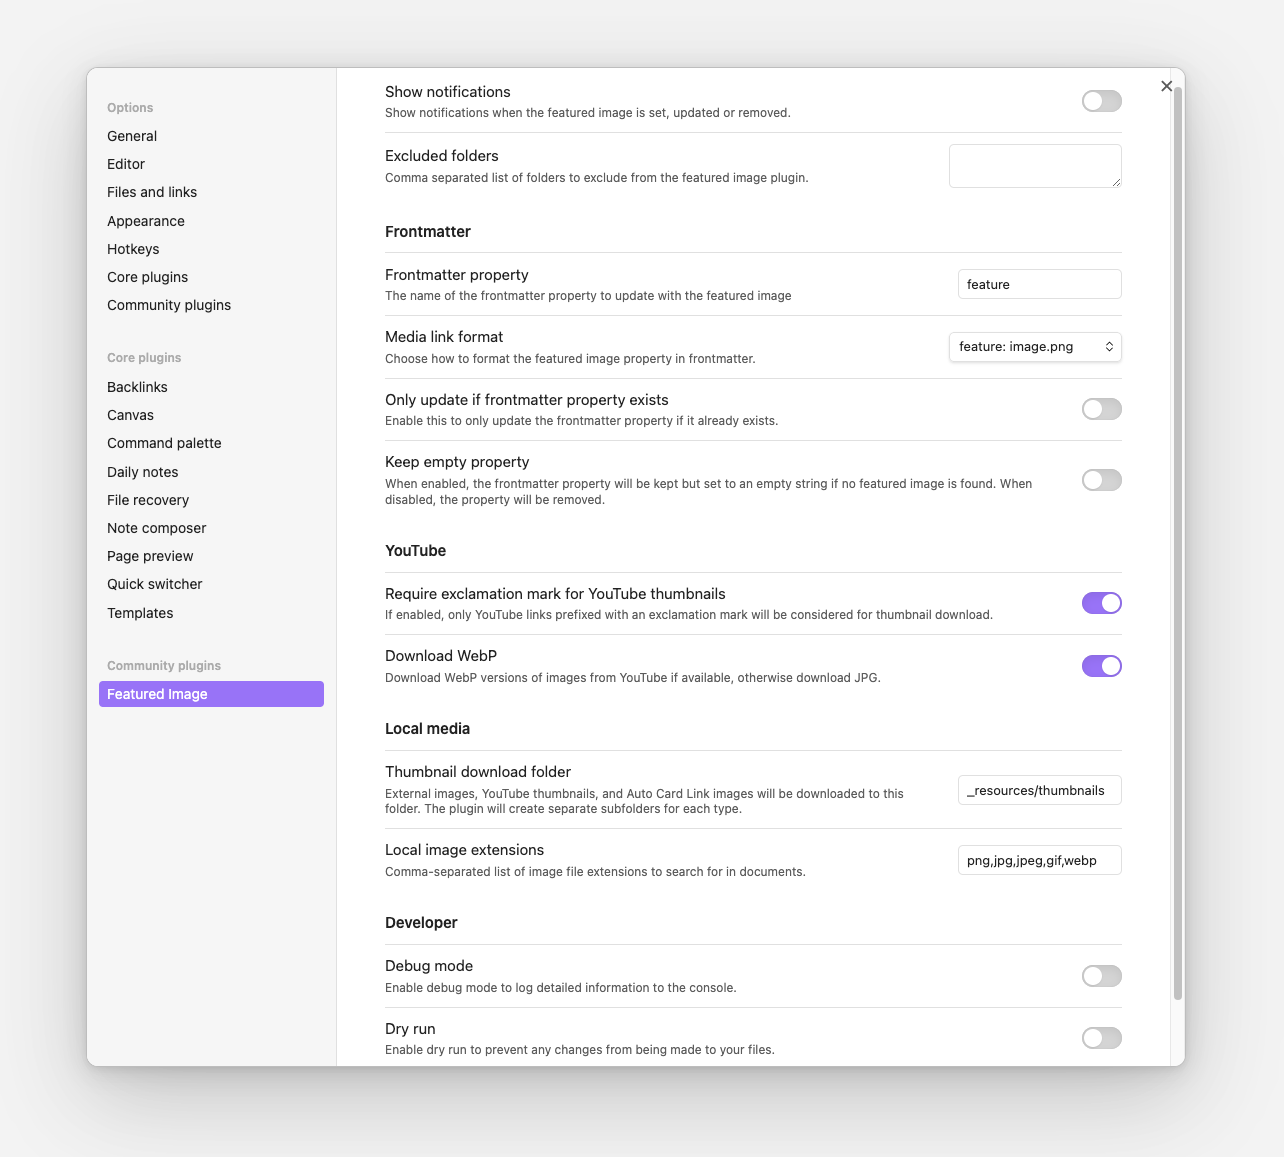 Options
General
Editor
Files and links
Appearance
Hotkeys
Core plugins
Community plugins
Core plugins
Backlinks
Canvas
Command palette
Daily notes
File recovery
Note composer
Page preview
Quick switcher
Templates
Community plugins
Featured Image
Show notifications
Show notifications when the featured image is set, updated or removed.
Excluded folders
Comma separated list of folders to exclude from the featured image plugin.
Frontmatter
Frontmatter property
The name of the frontmatter property to update with the featured image
feature
Media link format
Choose how to format the featured image property in frontmatter.
feature: image.png
Only update if frontmatter property exists
Enable this to only update the frontmatter property if it already exists.
Keep empty property
When enabled, the frontmatter property will be kept but set to an empty string if no featured image is found. When
disabled, the property will be removed.
YouTube
Require exclamation mark for YouTube thumbnails
If enabled, only YouTube links prefixed with an exclamation mark will be considered for thumbnail download.
Download WebP
Download WebP versions of images from YouTube if available, otherwise download JPG.
Local media
Thumbnail download folder
External images, YouTube thumbnails, and Auto Card Link images will be downloaded to this
folder. The plugin will create separate subfolders for each type.
_resources/thumbnails
Local image extensions
Comma-separated list of image file extensions to search for in documents.
png,jpg,jpeg,gif,webp
Developer
Debug mode
Enable debug mode to log detailed information to the console.
Dry run
Enable dry run to prevent any changes from being made to your files.